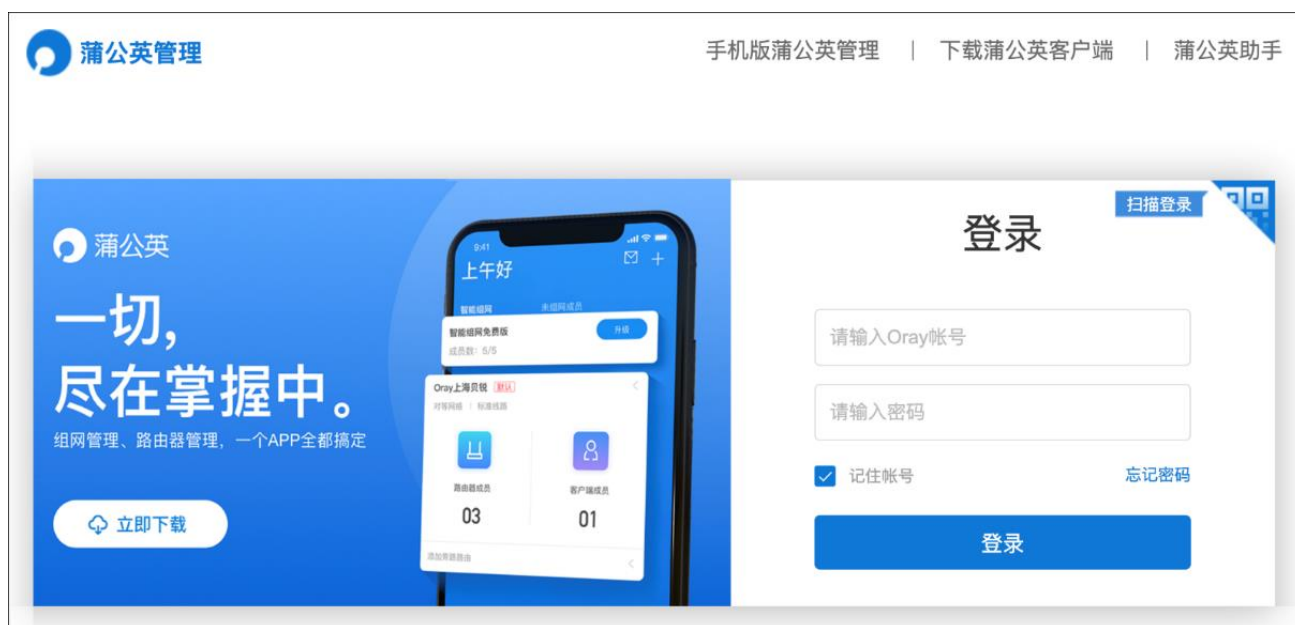 蒲公英管理
手机版蒲公英管理 | 下载蒲公英客户端 | 蒲公英助手
蒲公英
一切,
尽在掌握中。
组网管理、路由器管理，一个APP全都搞定
立即下载
9:41
上午好
智能组网 未组网成员
智能组网免费版 升级
成员数：5/5
Oray上海贝锐 默认
对等网络 | 标准线路
路由器成员 客户端成员
03 01
添加旁路路由
扫描登录
登录
请输入Oray帐号
请输入密码
记住帐号 忘记密码
登录